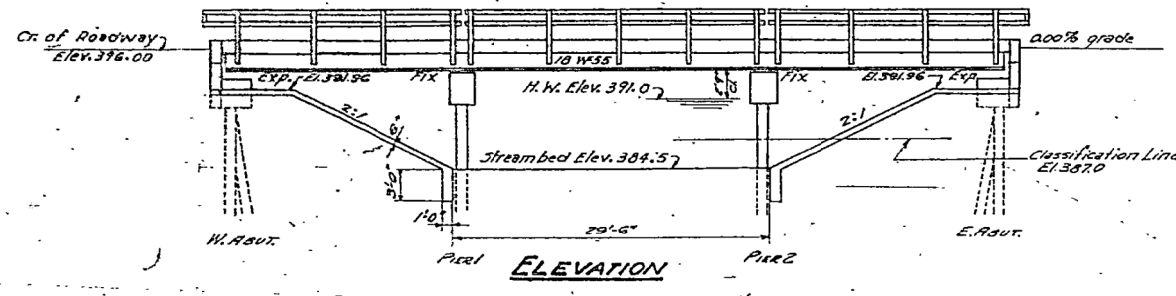 Cr. of Roadway
Elev. 396.00
0.00% grade
18 WF55
Exp. El. 391.96
Fix
H.W. Elev. 391.0
Fix
El. 391.96 Exp.
2:1
6"
2:1
Streambed Elev. 384.5
Classification Line
El. 387.0
3'-0"
1'-0"
29'-6"
W. ABUT.
PIER 1
PIER 2
E. ABUT.
ELEVATION